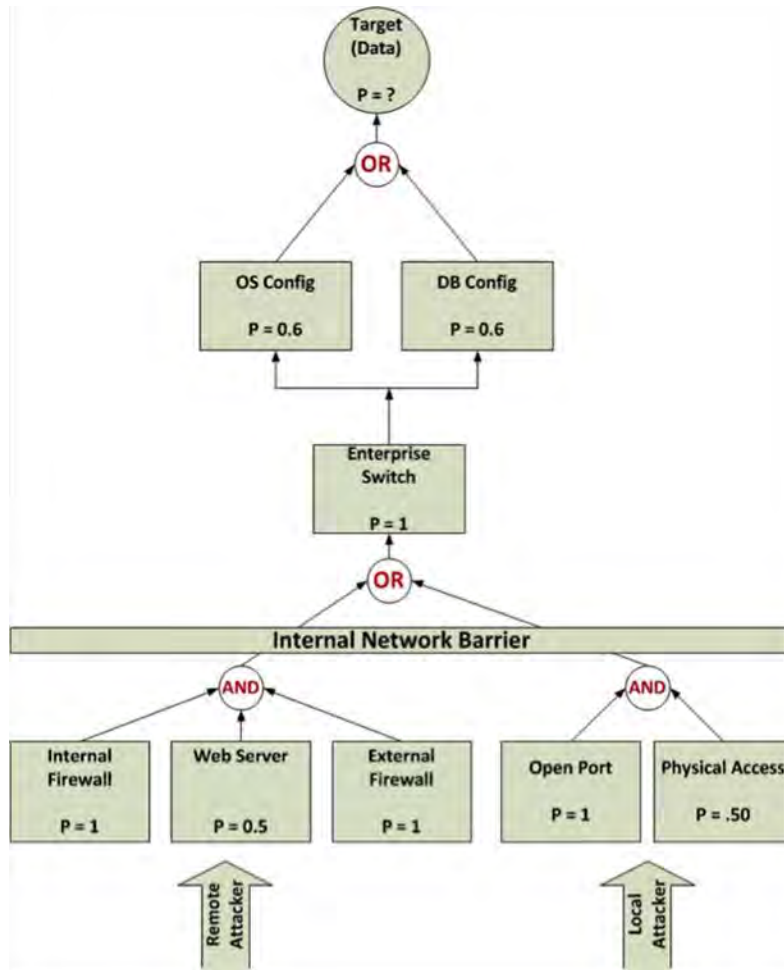 Target
(Data)
P = ?
OR
OS Config
P = 0.6
DB Config
P = 0.6
Enterprise
Switch
P = 1
OR
Internal Network Barrier
AND
AND
Internal
Firewall
P = 1
Web Server
P = 0.5
External
Firewall
P = 1
Open Port
P = 1
Physical Access
P = .50
Remote
Attacker
Local
Attacker